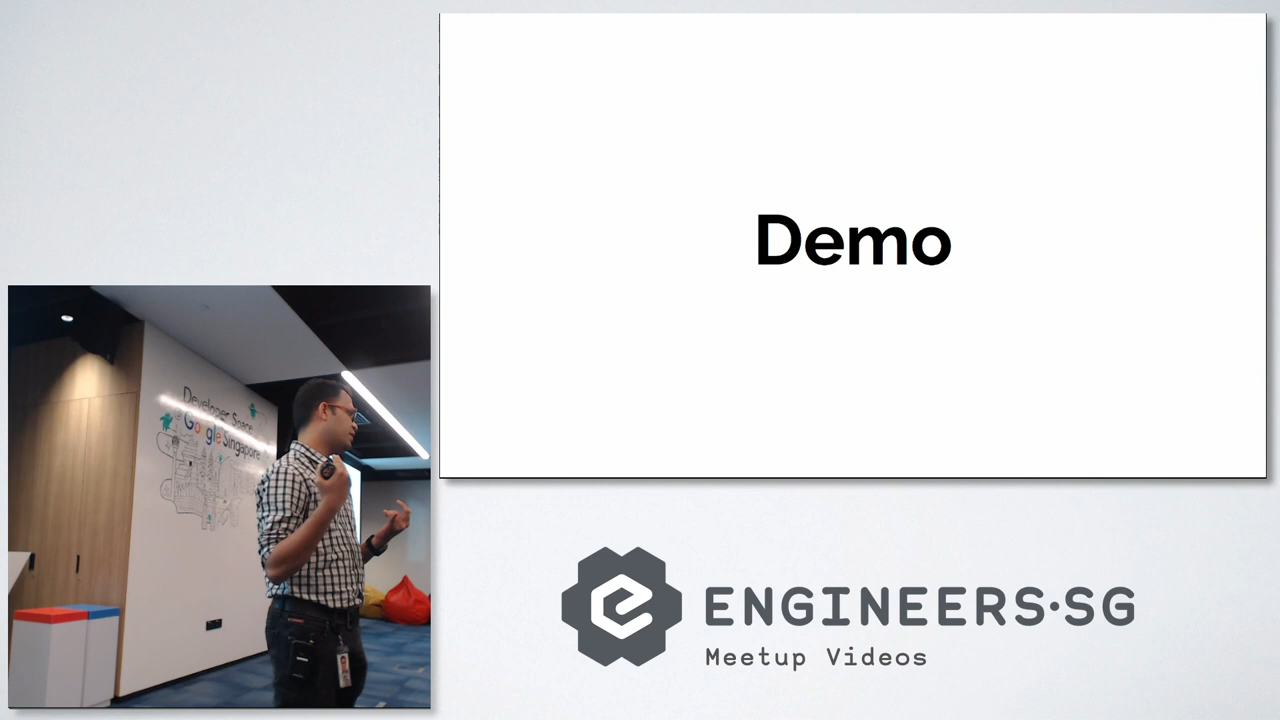 Demo
Developer Space
Google Singapore
ENGINEERS·SG
Meetup Videos